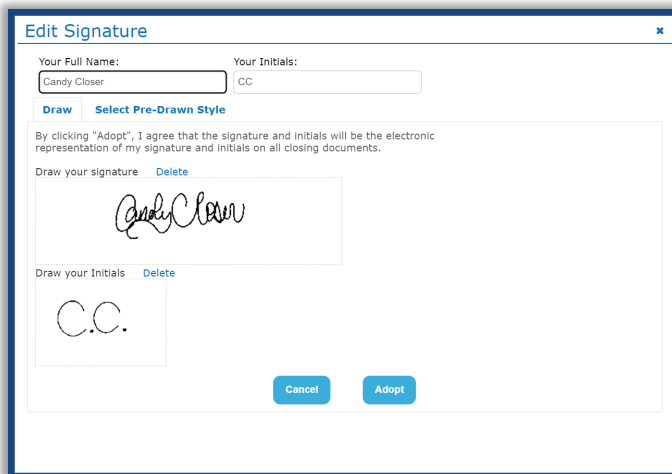 Edit Signature
Your Full Name: Your Initials:
Candy Closer CC
Draw Select Pre-Drawn Style
By clicking "Adopt", I agree that the signature and initials will be the electronic
representation of my signature and initials on all closing documents.
Draw your signature Delete
Candy Closer
Draw your Initials Delete
C.C.
Cancel Adopt